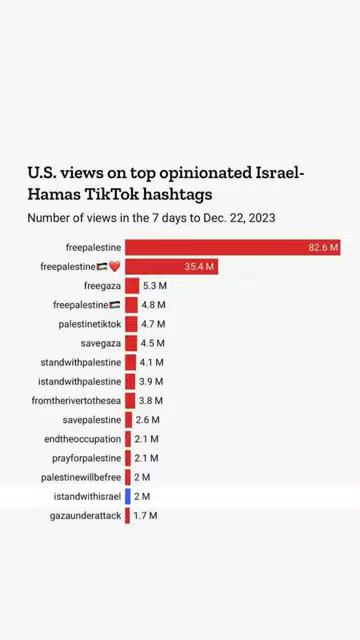 U.S. views on top opinionated Israel-
Hamas TikTok hashtags
Number of views in the 7 days to Dec. 22, 2023
freepalestine 82.6 M
freepalestine🇵🇸❤️ 35.4 M
freegaza 5.3 M
freepalestine🇵🇸 4.8 M
palestinetiktok 4.7 M
savegaza 4.5 M
standwithpalestine 4.1 M
istandwithpalestine 3.9 M
fromtherivertothesea 3.8 M
savepalestine 2.6 M
endtheoccupation 2.1 M
prayforpalestine 2.1 M
palestinewillbefree 2 M
istandwithisrael 2 M
gazaunderattack 1.7 M